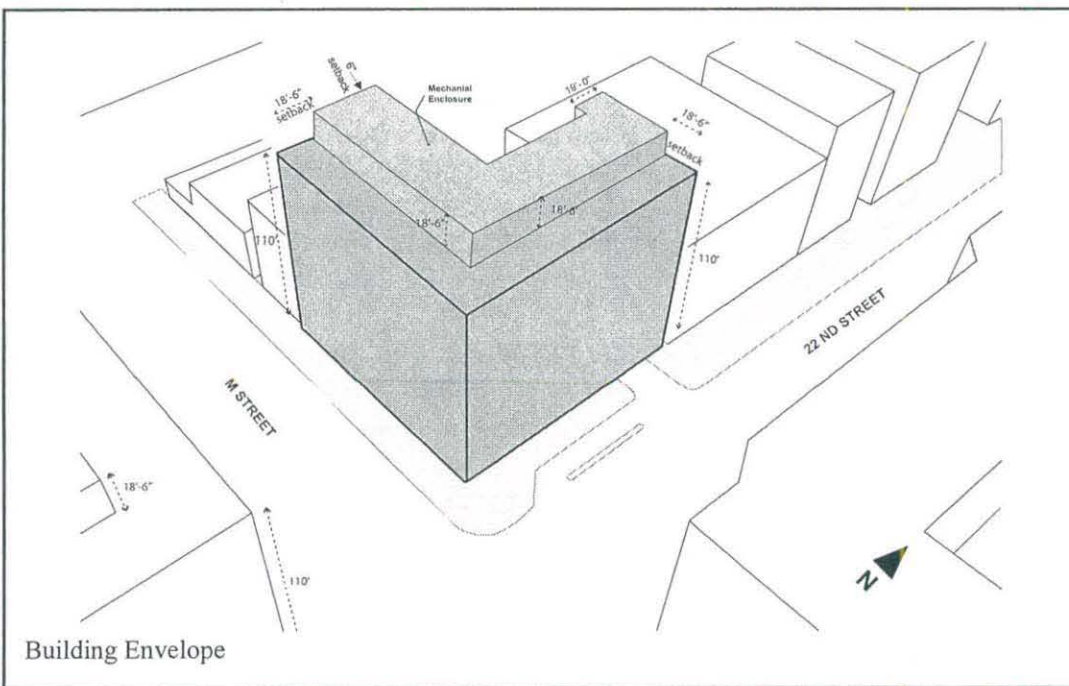 6"
setback
18'-6"
setback
Mechanial
Enclosure
18'-0"
18'-6"
setback
18'-6"
18'-6"
110'
110'
22 ND STREET
M STREET
18'-6"
110'
N
Building Envelope